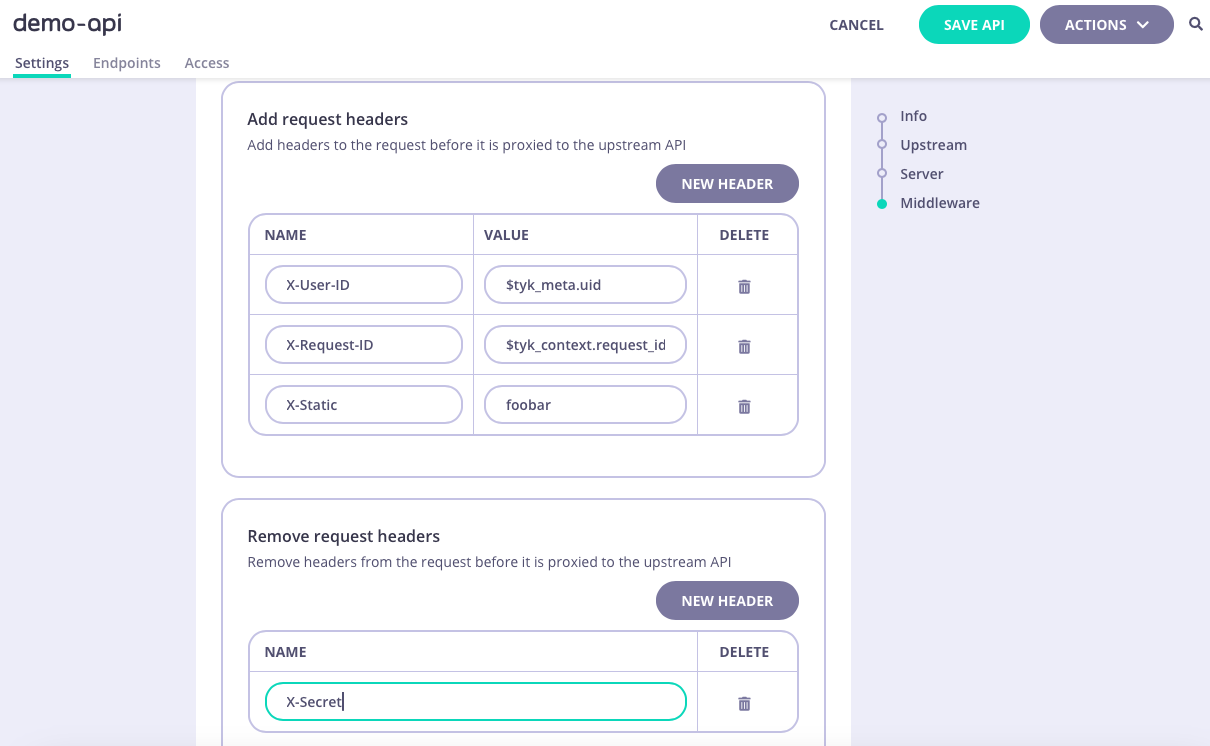 demo-api
CANCEL
SAVE API
ACTIONS
Settings
Endpoints
Access
Add request headers
Add headers to the request before it is proxied to the upstream API
NEW HEADER
NAME
VALUE
DELETE
X-User-ID
$tyk_meta.uid
X-Request-ID
$tyk_context.request_id
X-Static
foobar
Remove request headers
Remove headers from the request before it is proxied to the upstream API
NEW HEADER
NAME
DELETE
X-Secret
Info
Upstream
Server
Middleware